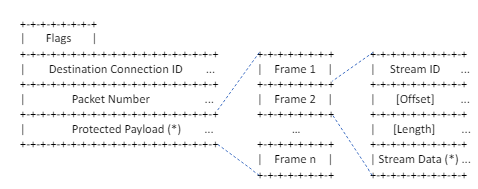 +-+-+-+-+-+-+-+-+
| Flags |
+-+-+-+-+-+-+-+-+-+-+-+-+-+-+-+-+-+-+-+-+
| Destination Connection ID ...
+-+-+-+-+-+-+-+-+-+-+-+-+-+-+-+-+-+-+-+-+
| Packet Number ...
+-+-+-+-+-+-+-+-+-+-+-+-+-+-+-+-+-+-+-+-+
| Protected Payload (*) ...
+-+-+-+-+-+-+-+-+-+-+-+-+-+-+-+-+-+-+-+-+
+-+-+-+-+-+-+-+-+
| Frame 1 |
+-+-+-+-+-+-+-+-+
| Frame 2 |
+-+-+-+-+-+-+-+-+
...
+-+-+-+-+-+-+-+-+
| Frame n |
+-+-+-+-+-+-+-+-+
+-+-+-+-+-+-+-+-+-+
| Stream ID ...
+-+-+-+-+-+-+-+-+-+
| [Offset] ...
+-+-+-+-+-+-+-+-+-+
| [Length] ...
+-+-+-+-+-+-+-+-+-+
| Stream Data (*) ...
+-+-+-+-+-+-+-+-+-+